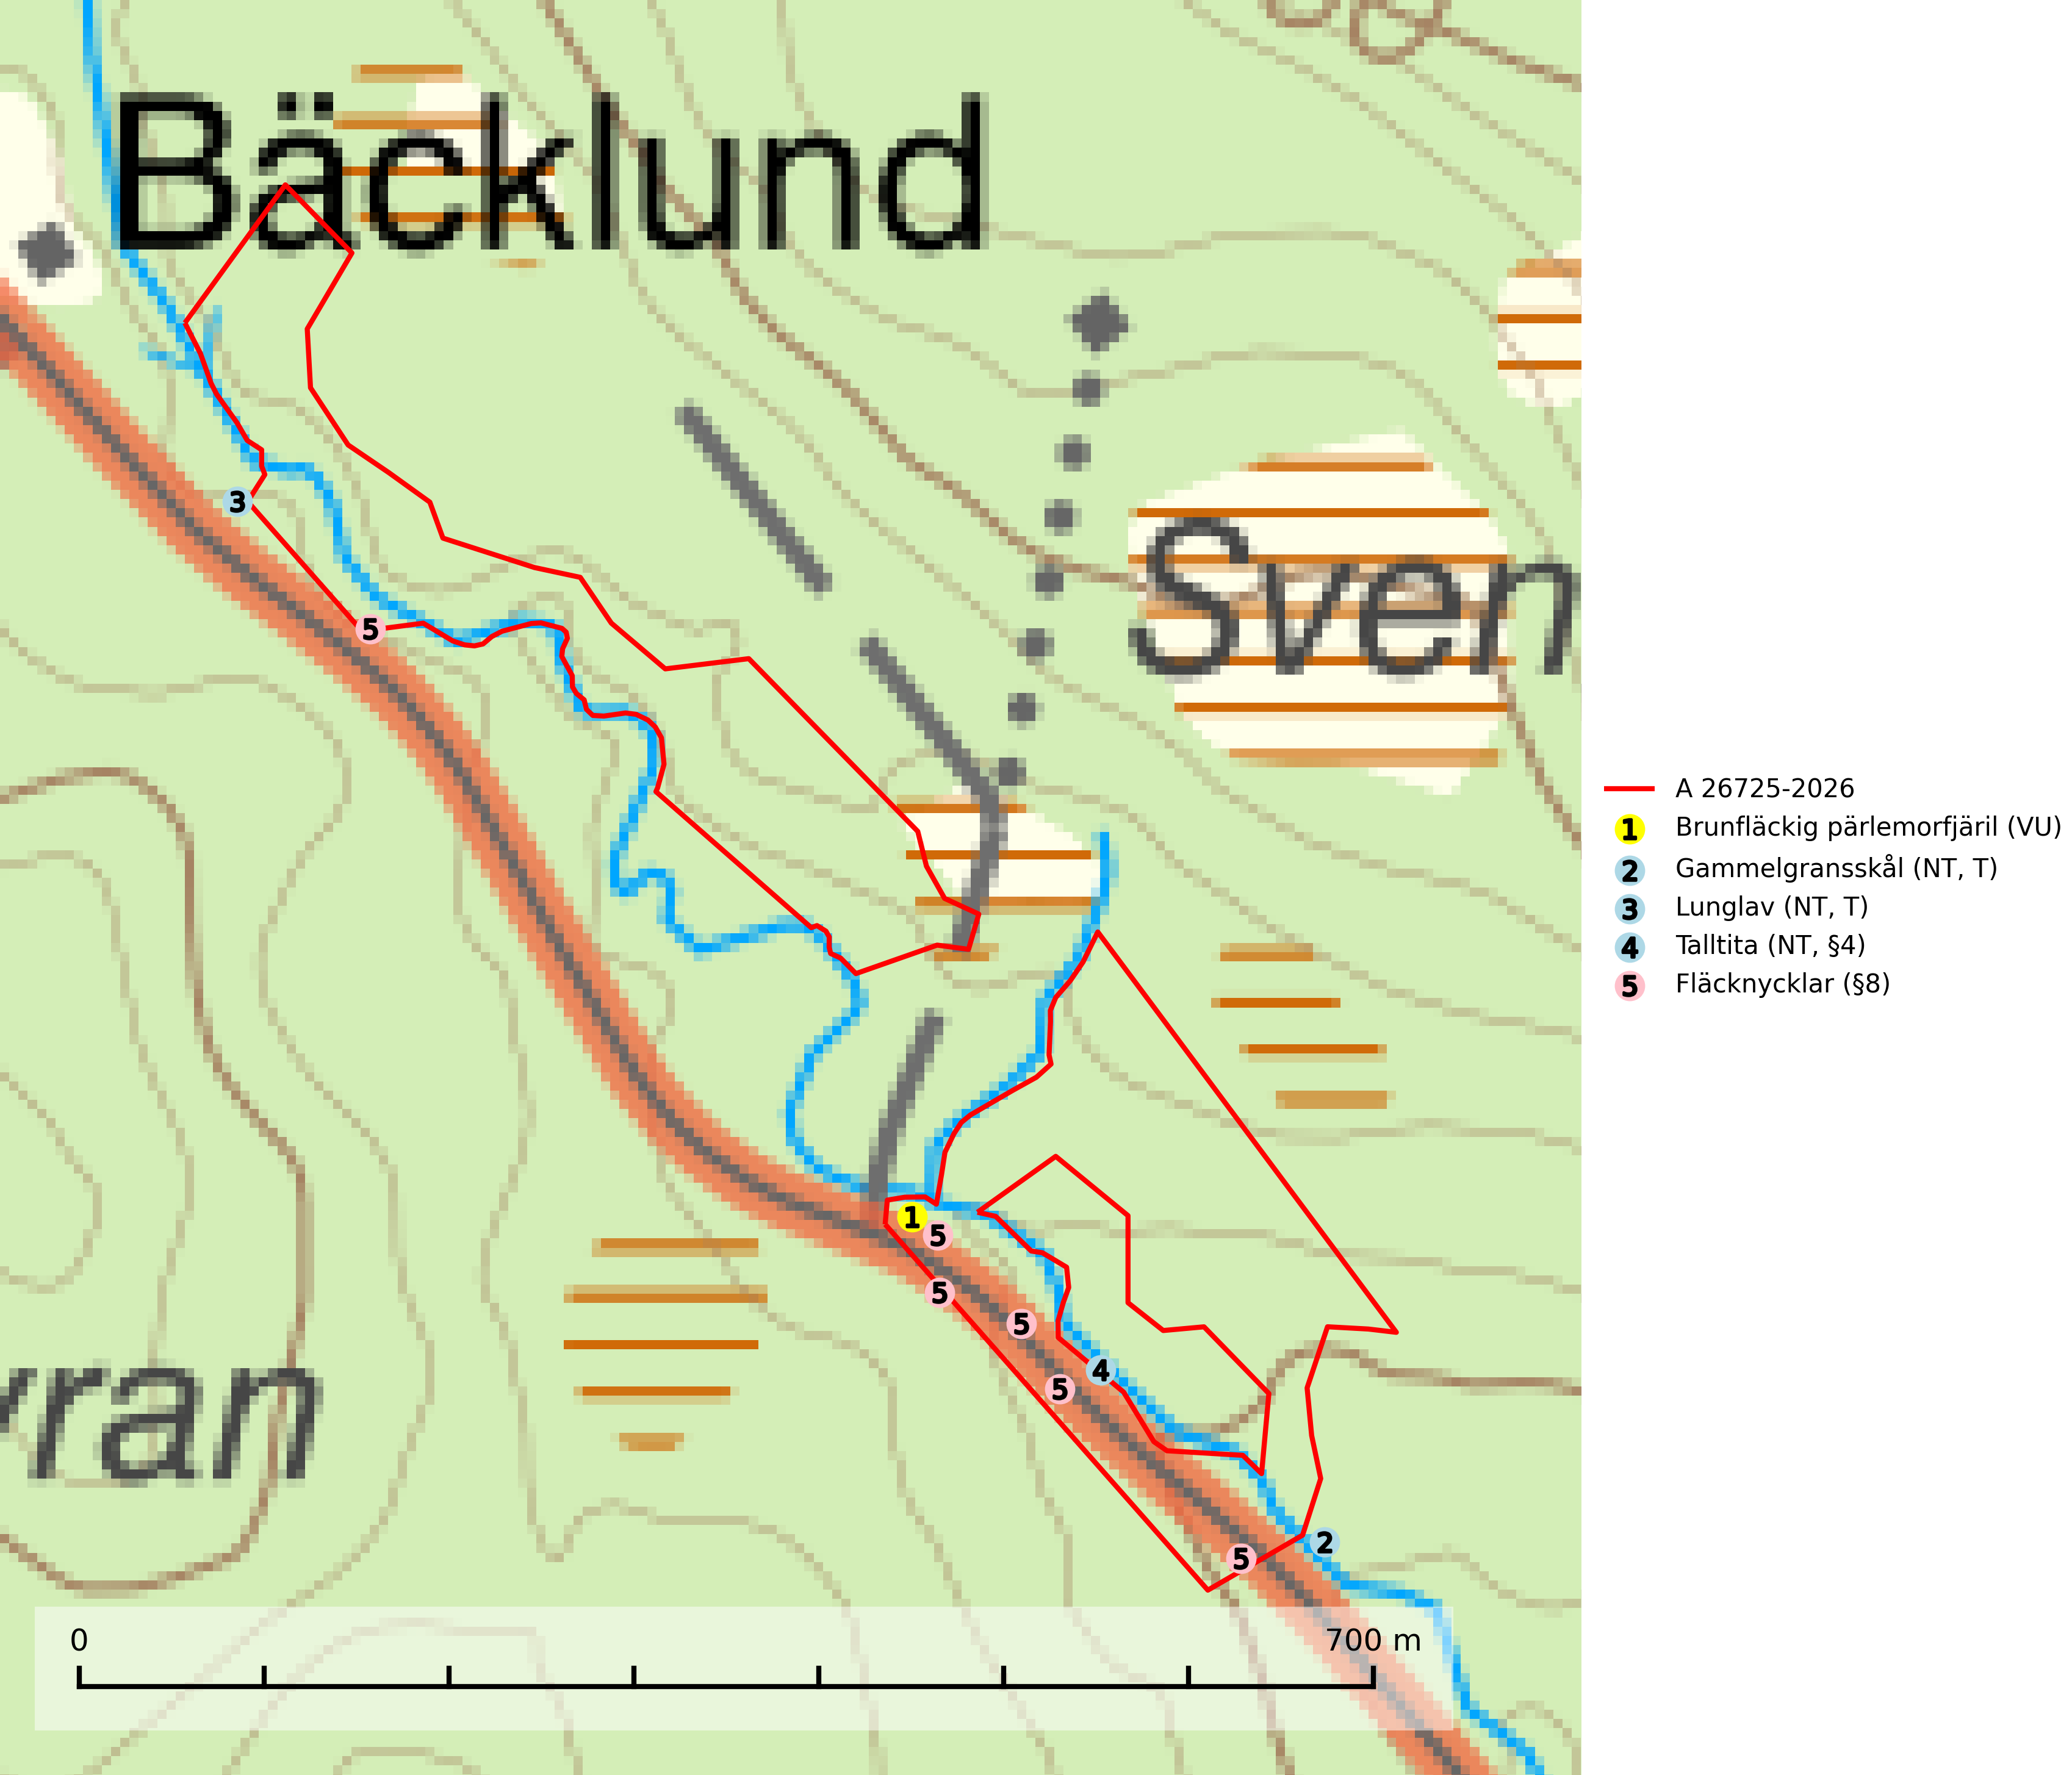 Bäcklund
Sven
vran
3
5
1
5
5
5
5
4
2
5
0
700 m
A 26725-2026
1 Brunfläckig pärlemorfjäril (VU)
2 Gammelgransskål (NT, T)
3 Lunglav (NT, T)
4 Talltita (NT, §4)
5 Fläcknycklar (§8)